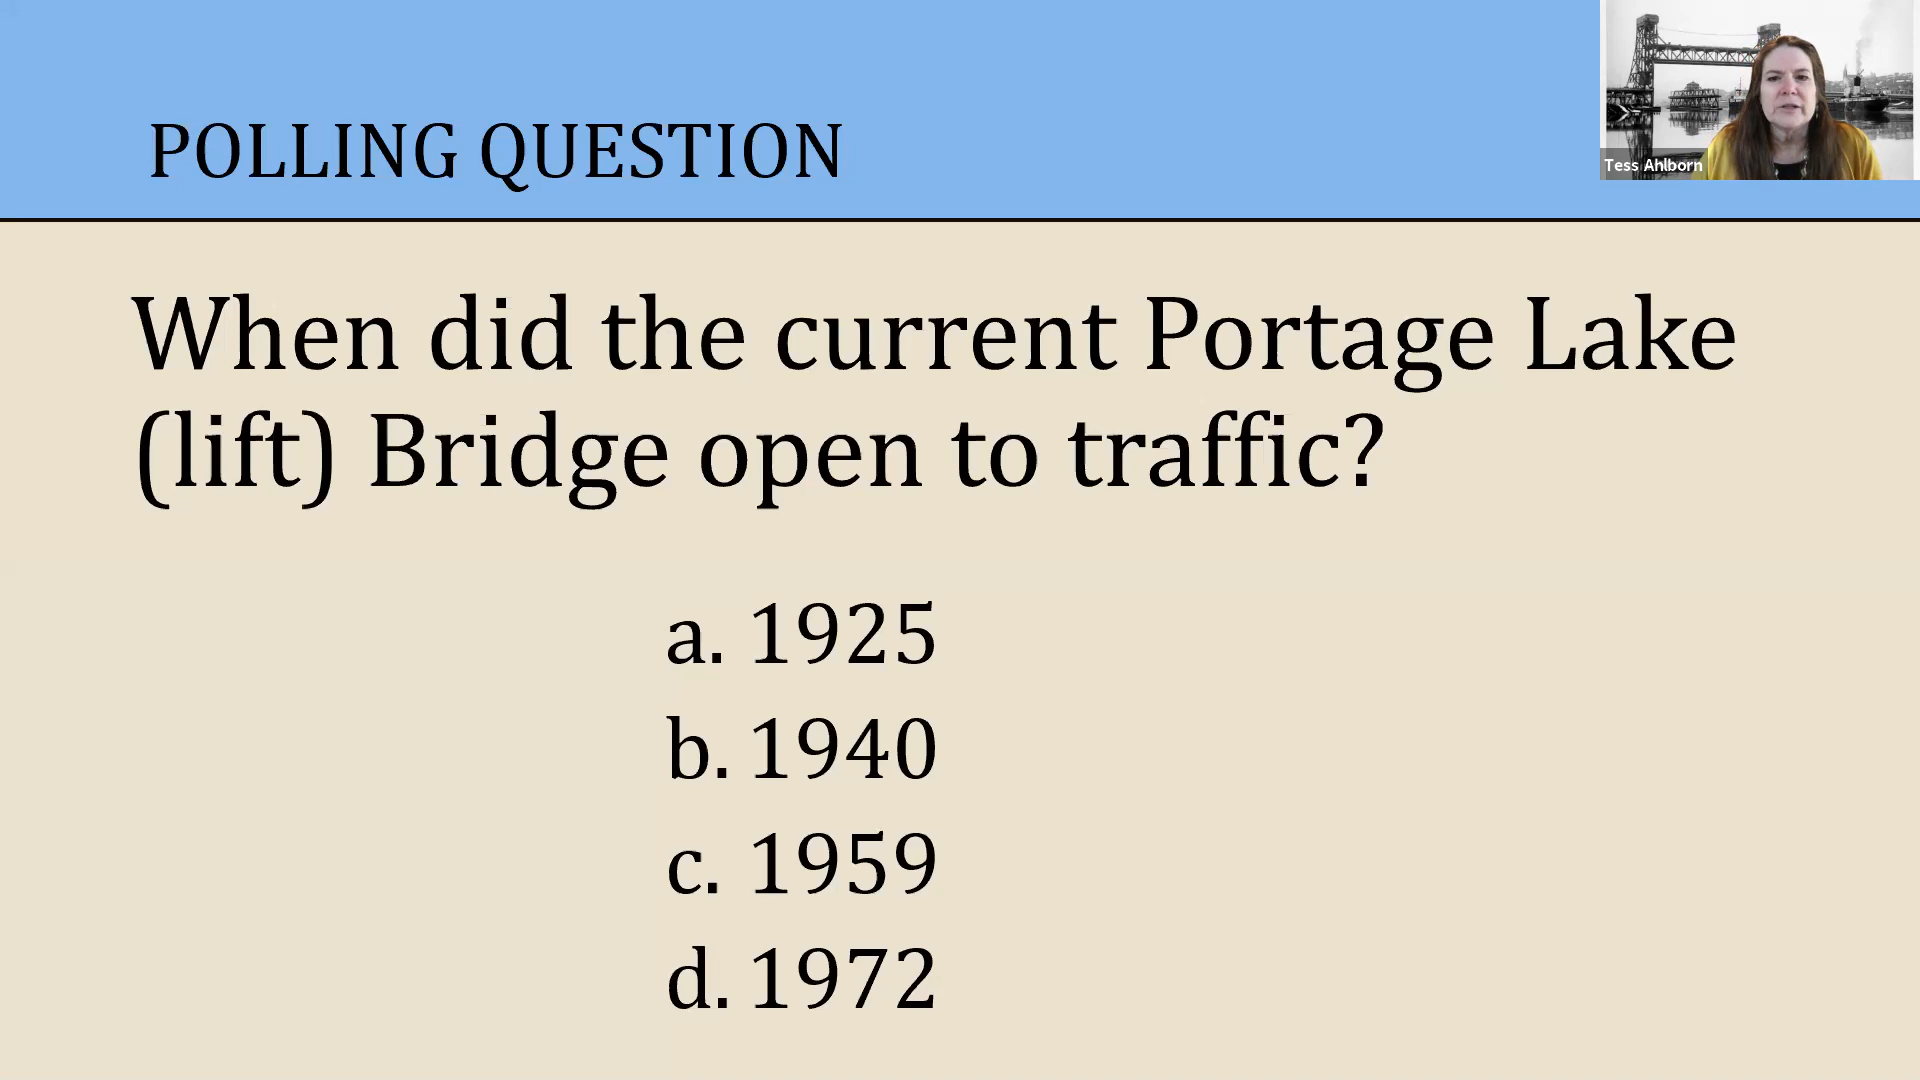 POLLING QUESTION
Tess Ahlborn
When did the current Portage Lake
(lift) Bridge open to traffic?
a. 1925
b. 1940
c. 1959
d. 1972